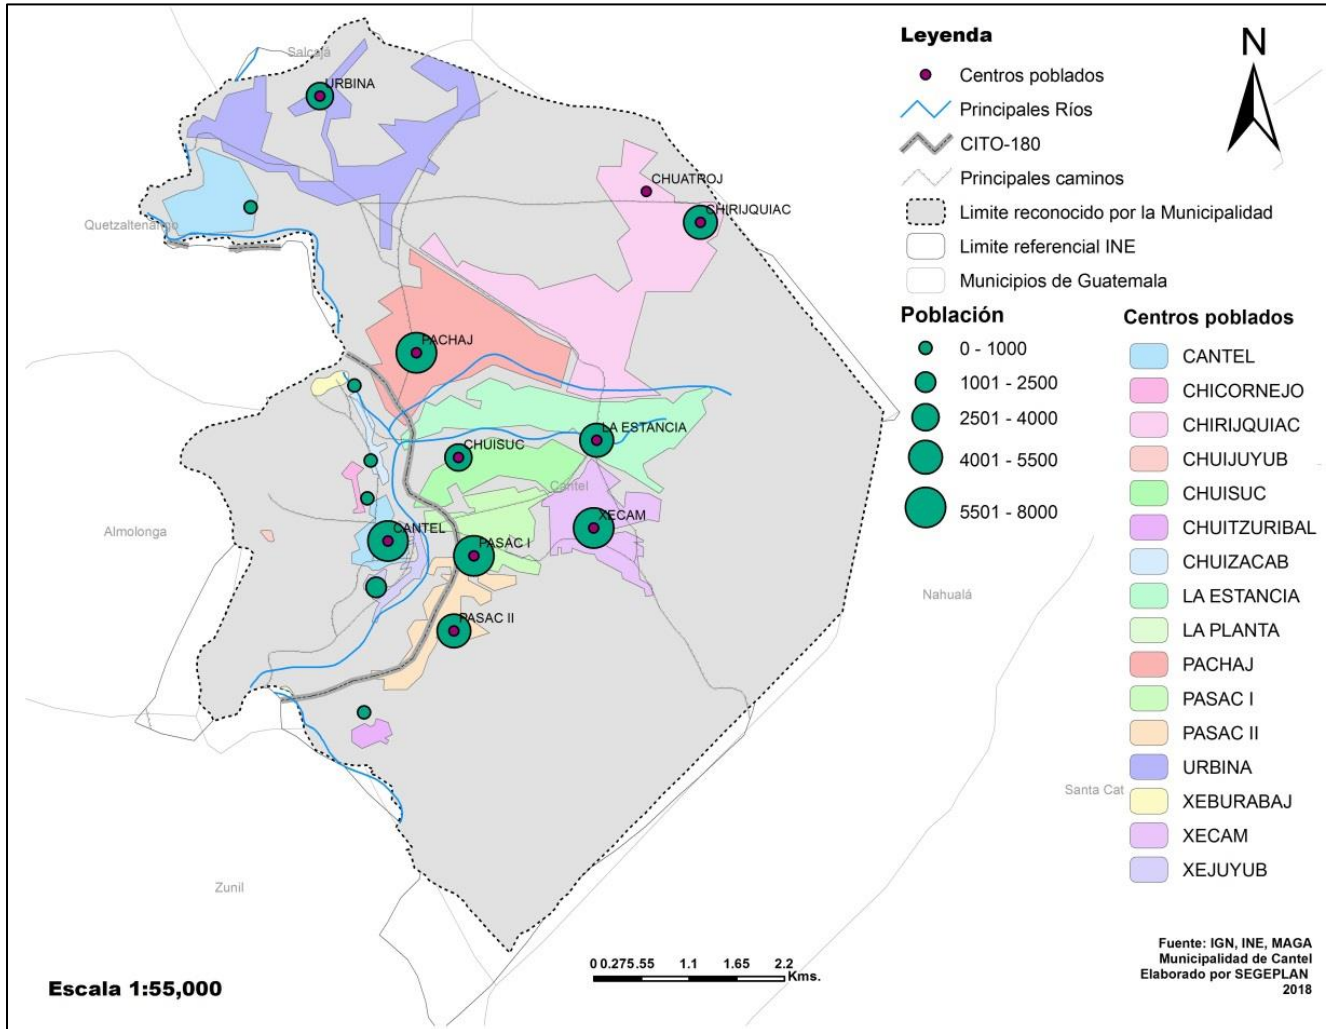 Salcajá
URBINA
CHUATROJ
CHIRIJQUIAC
Quetzaltenango
PACHAJ
LA ESTANCIA
CHUISUC
Cantel
XECAM
CANTEL
PASAC I
Almolonga
PASAC II
Nahualá
Santa Cat
Zunil
Leyenda
Centros poblados
Principales Ríos
CITO-180
Principales caminos
Limite reconocido por la Municipalidad
Limite referencial INE
Municipios de Guatemala
N
Población
0 - 1000
1001 - 2500
2501 - 4000
4001 - 5500
5501 - 8000
Centros poblados
CANTEL
CHICORNEJO
CHIRIJQUIAC
CHUIJUYUB
CHUISUC
CHUITZURIBAL
CHUIZACAB
LA ESTANCIA
LA PLANTA
PACHAJ
PASAC I
PASAC II
URBINA
XEBURABAJ
XECAM
XEJUYUB
Escala 1:55,000
0 0.275.55 1.1 1.65 2.2
Kms.
Fuente: IGN, INE, MAGA
Municipalidad de Cantel
Elaborado por SEGEPLAN
2018